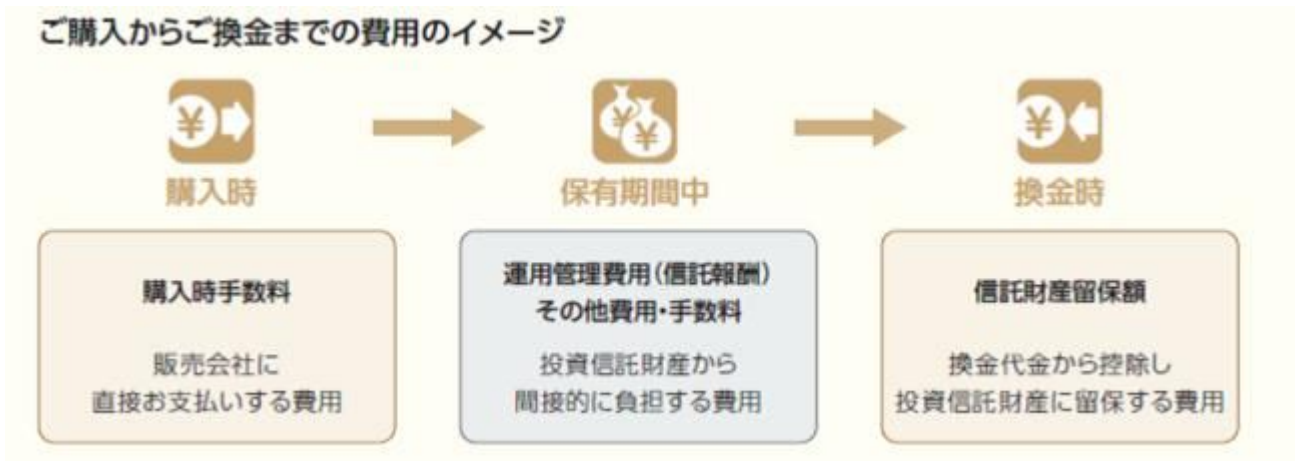 ご購入からご換金までの費用のイメージ
¥
¥ ¥
¥
購入時
保有期間中
換金時
購入時手数料
販売会社に
直接お支払いする費用
運用管理費用(信託報酬)
その他費用・手数料
投資信託財産から
間接的に負担する費用
信託財産留保額
換金代金から控除し
投資信託財産に留保する費用